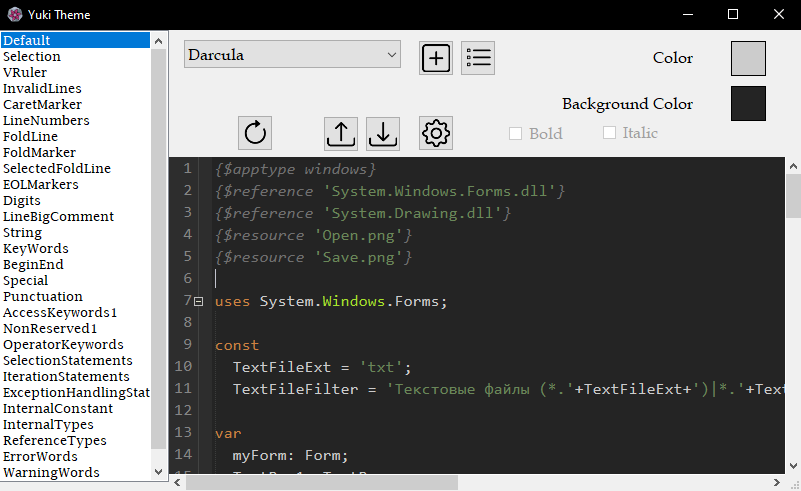 Yuki Theme
Default
Selection
VRuler
InvalidLines
CaretMarker
LineNumbers
FoldLine
FoldMarker
SelectedFoldLine
EOLMarkers
Digits
LineBigComment
String
KeyWords
BeginEnd
Special
Punctuation
AccessKeywords1
NonReserved1
OperatorKeywords
SelectionStatements
IterationStatements
ExceptionHandlingStat
InternalConstant
InternalTypes
ReferenceTypes
ErrorWords
WarningWords
Darcula
Color
Background Color
Bold Italic
1 {$apptype windows}
2 {$reference 'System.Windows.Forms.dll'}
3 {$reference 'System.Drawing.dll'}
4 {$resource 'Open.png'}
5 {$resource 'Save.png'}
6
7 uses System.Windows.Forms;
8
9 const
10 TextFileExt = 'txt';
11 TextFileFilter = 'Текстовые файлы (*.'+TextFileExt+')|*.'+Text
12
13 var
14 myForm: Form;